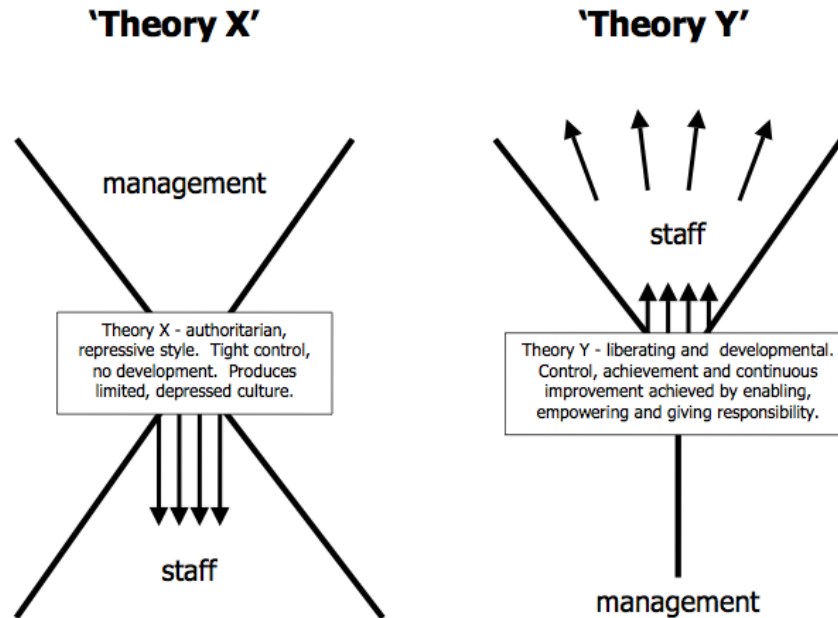 ‘Theory X’
management
Theory X - authoritarian,
repressive style. Tight control,
no development. Produces
limited, depressed culture.
staff
‘Theory Y’
staff
Theory Y - liberating and developmental.
Control, achievement and continuous
improvement achieved by enabling,
empowering and giving responsibility.
management